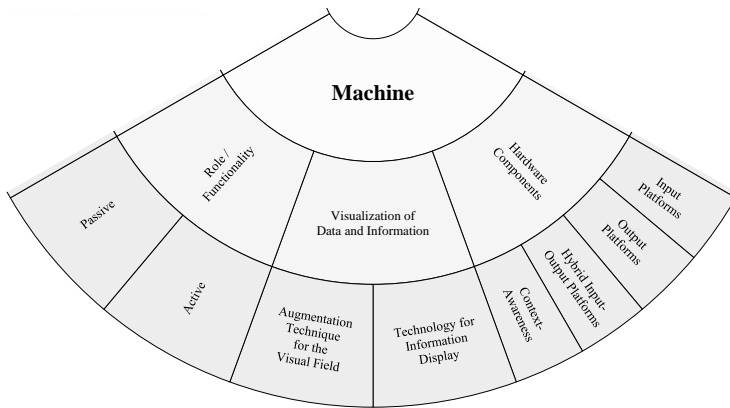 Machine
Role /
Functionality
Visualization of
Data and Information
Hardware
Components
Passive
Active
Augmentation
Technique
for the
Visual Field
Technology for
Information
Display
Context-
Awareness
Hybrid Input-
Output Platforms
Output
Platforms
Input
Platforms